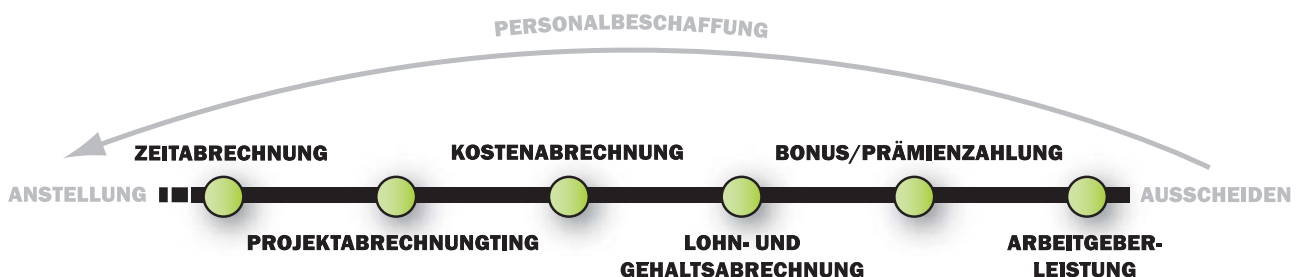 PERSONALBESCHAFFUNG
ZEITABRECHNUNG
KOSTENABRECHNUNG
BONUS/PRÄMIENZAHLUNG
ANSTELLUNG
AUSSCHEIDEN
PROJEKTABRECHNUNGTING
LOHN- UND
GEHALTSABRECHNUNG
ARBEITGEBER-
LEISTUNG